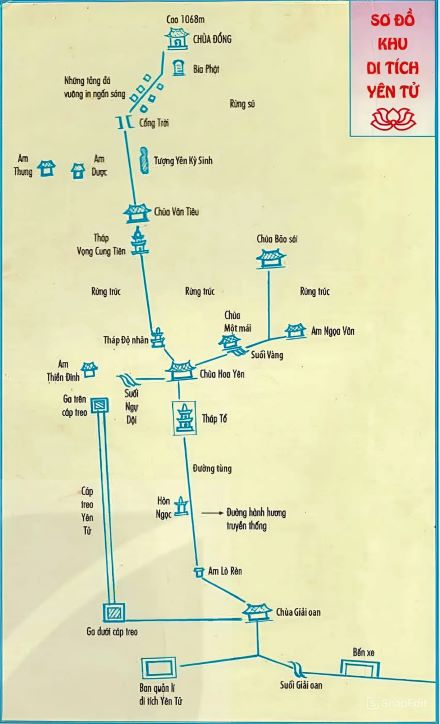 SƠ ĐỒ
KHU
DI TÍCH
YÊN TỬ
Cao 1068m
CHÙA ĐỒNG
Bia Phật
Những tảng đá
vuông in ngấn sóng
Rừng sú
Cổng Trời
Am
Thung
Am
Dược
Tượng Yên Kỳ Sinh
Chùa Vân Tiêu
Tháp
Vọng Cung Tiên
Chùa Bảo sái
Rừng trúc
Rừng trúc
Rừng trúc
Chùa
Một mái
Am Ngọa Vân
Tháp Độ nhân
Suối Vàng
Am
Thiền Định
Chùa Hoa Yên
Suối
Ngự
Dội
Ga trên
cáp treo
Tháp Tổ
Đường tùng
Cáp
treo
Yên
Tử
Hòn
Ngọc
Đường hành hương
truyền thống
Am Lò Rèn
Chùa Giải oan
Ga dưới cáp treo
Ban quản lí
di tích Yên Tử
Suối Giải oan
Bến xe
SnapEdit